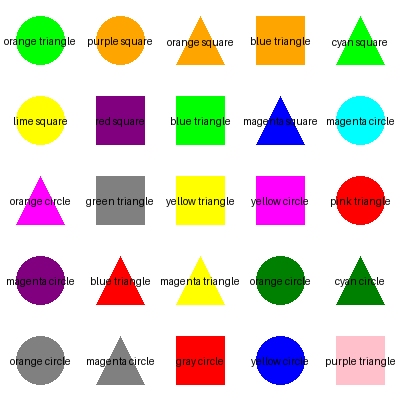 orange triangle
purple square
orange square
blue triangle
cyan square
lime square
red square
blue triangle
magenta square
magenta circle
orange circle
green triangle
yellow triangle
yellow circle
pink triangle
magenta circle
blue triangle
magenta triangle
orange circle
cyan circle
orange circle
magenta circle
gray circle
yellow circle
purple triangle